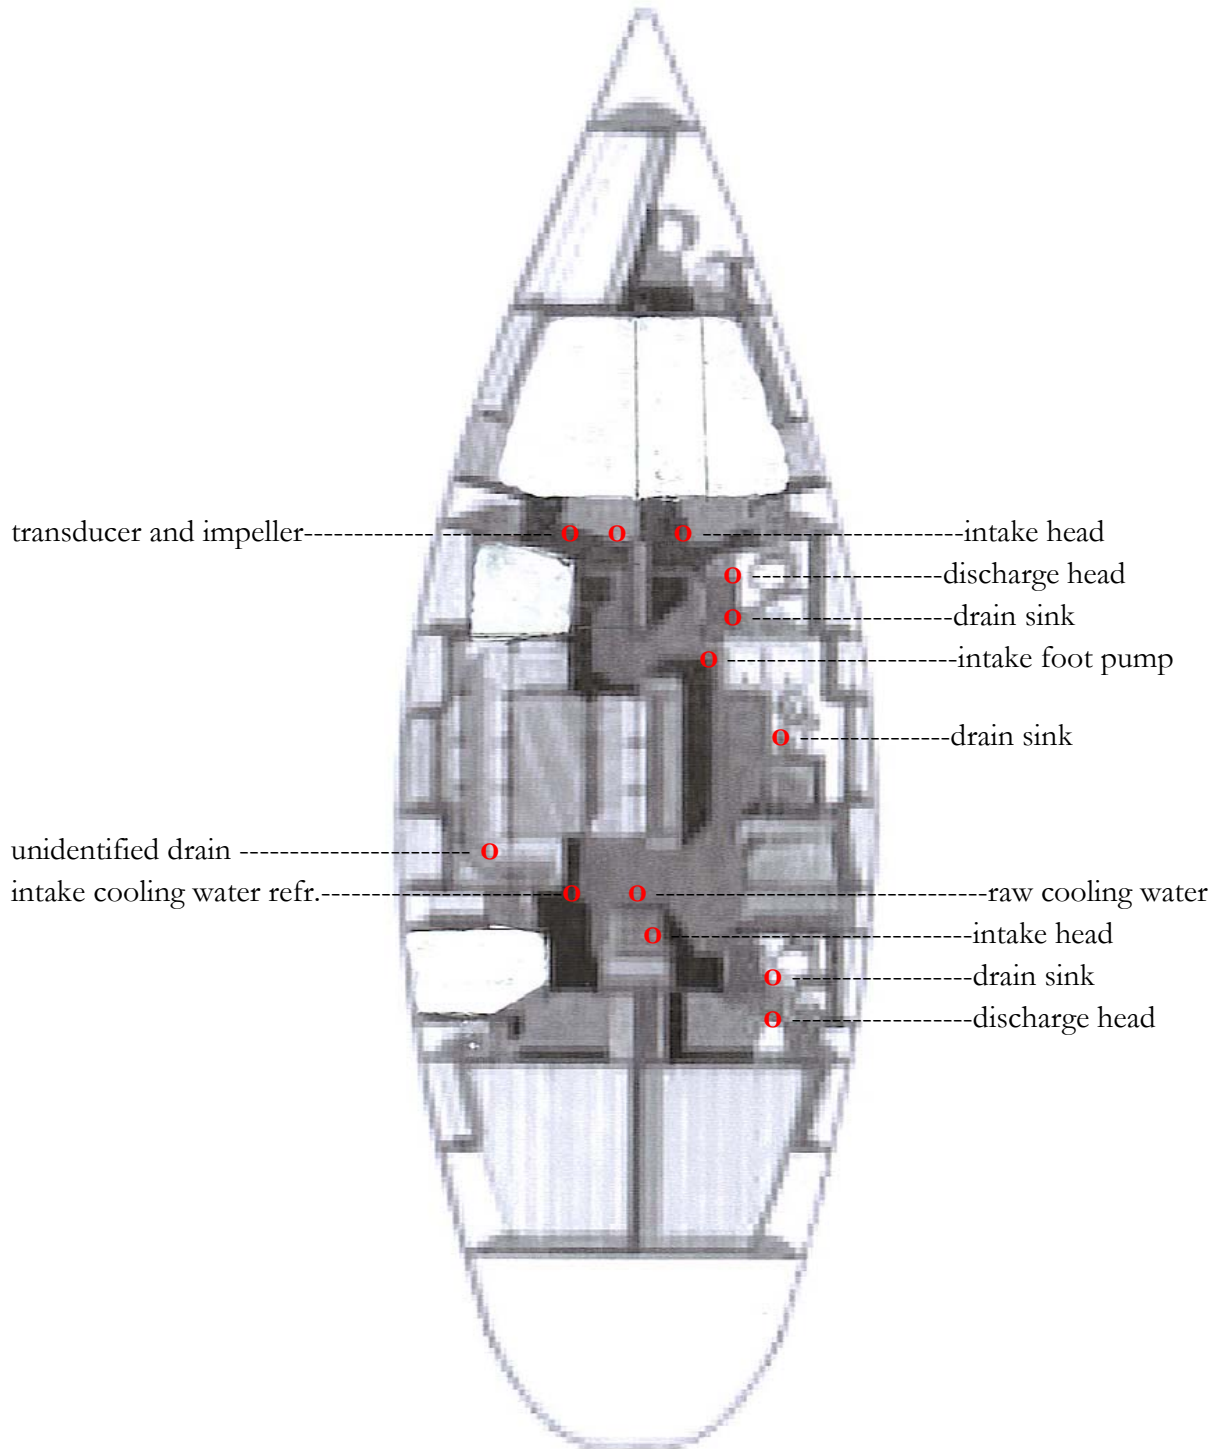 transducer and impeller--------------- o o o -----------------------intake head
o -----------------discharge head
o ------------------drain sink
o -------------------intake foot pump
o ------------drain sink
unidentified drain ----------------- o
intake cooling water refr.---------- o o ---------------------------raw cooling water
o ------------------------intake head
o --------------drain sink
o --------------discharge head